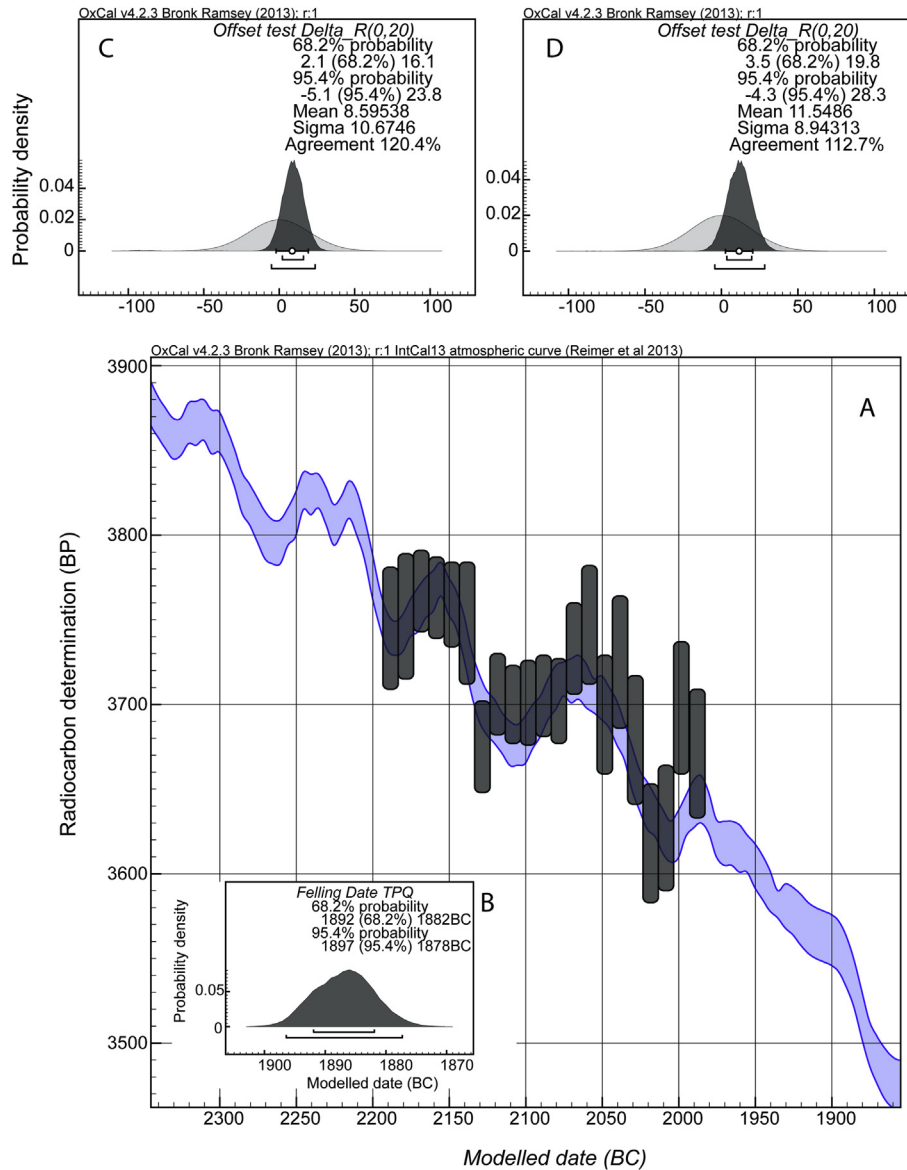 OxCal v4.2.3 Bronk Ramsey (2013); r:1
C
Offset test Delta_R(0,20)
68.2% probability
2.1 (68.2%) 16.1
95.4% probability
-5.1 (95.4%) 23.8
Mean 8.59538
Sigma 10.6746
Agreement 120.4%
Probability density
0.04
0.02
0
-100 -50 0 50 100
OxCal v4.2.3 Bronk Ramsey (2013); r:1
D
Offset test Delta_R(0,20)
68.2% probability
3.5 (68.2%) 19.8
95.4% probability
-4.3 (95.4%) 28.3
Mean 11.5486
Sigma 8.94313
Agreement 112.7%
0.04
0.02
0
-100 -50 0 50 100
OxCal v4.2.3 Bronk Ramsey (2013); r:1 IntCal13 atmospheric curve (Reimer et al 2013)
A
Radiocarbon determination (BP)
3900
3800
3700
3600
3500
B
Felling Date TPQ
68.2% probability
1892 (68.2%) 1882BC
95.4% probability
1897 (95.4%) 1878BC
Probability density
0.05
0
1900 1890 1880 1870
Modelled date (BC)
2300 2250 2200 2150 2100 2050 2000 1950 1900
Modelled date (BC)